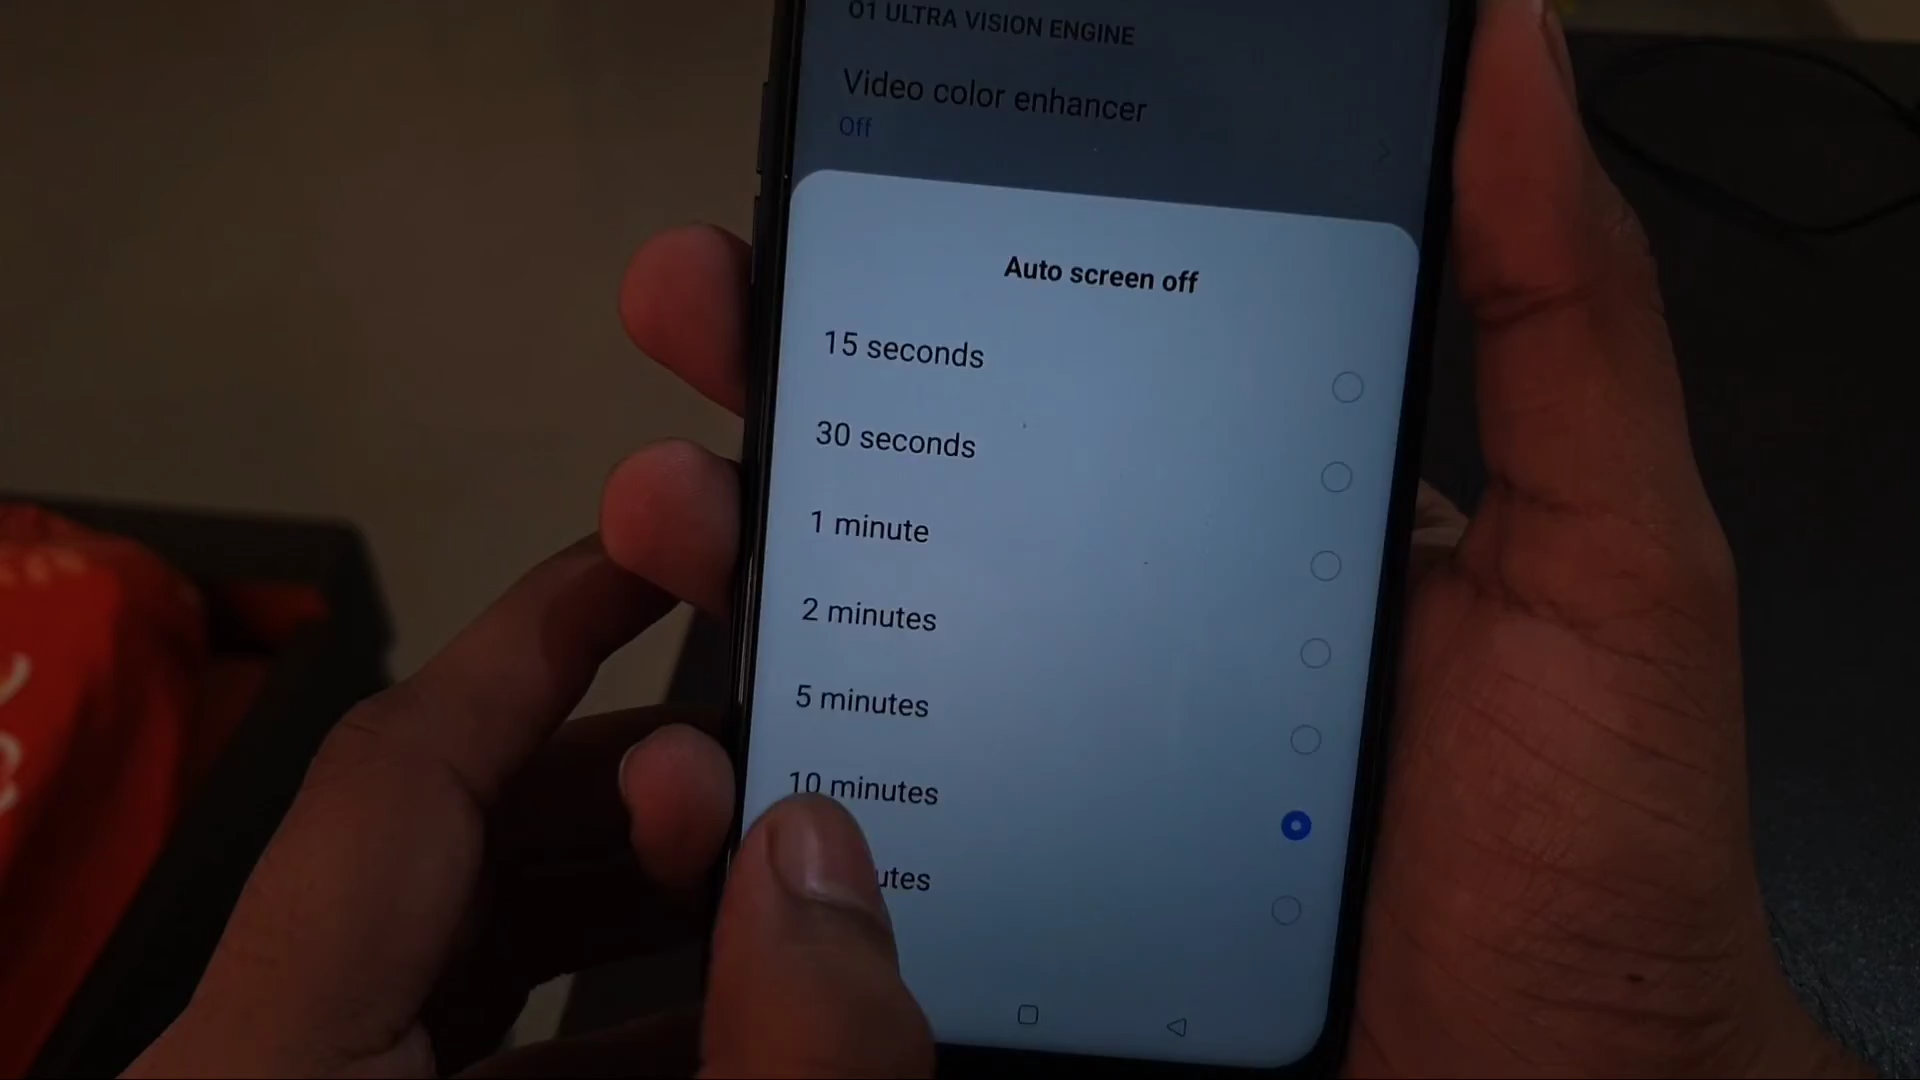 O1 ULTRA VISION ENGINE
Video color enhancer
Off
Auto screen off
15 seconds
30 seconds
1 minute
2 minutes
5 minutes
10 minutes